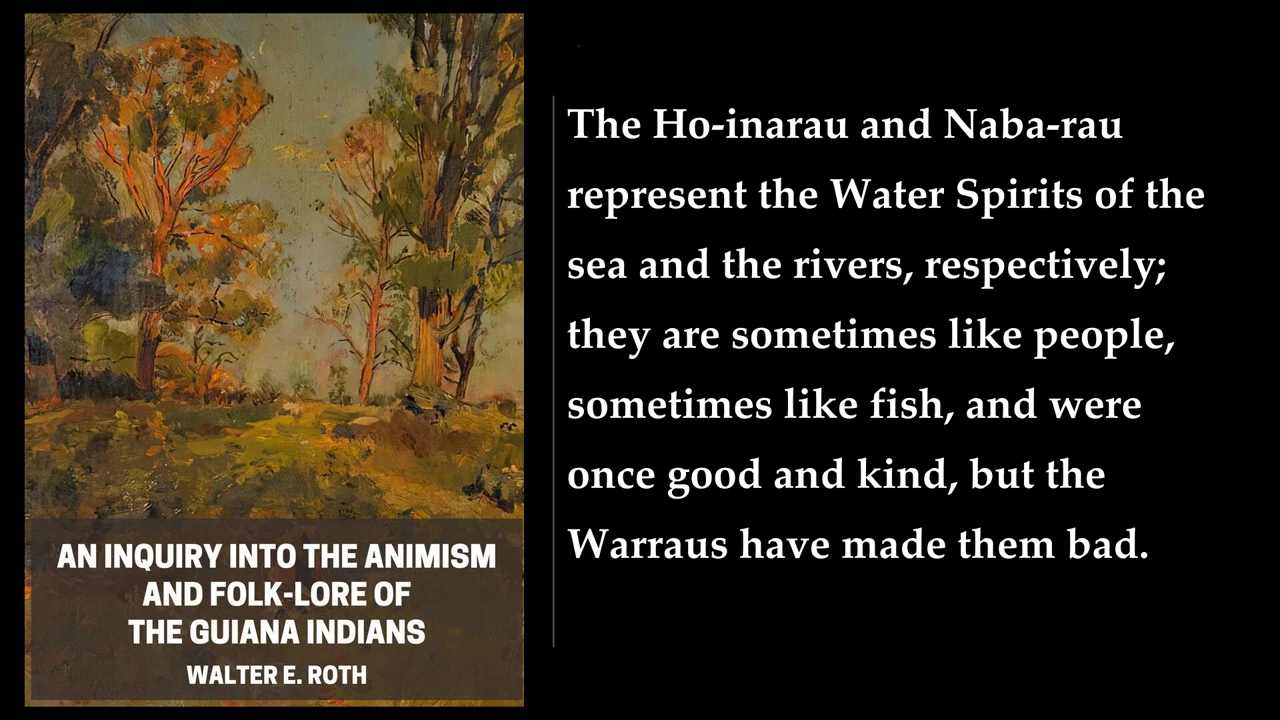 AN INQUIRY INTO THE ANIMISM
AND FOLK-LORE OF
THE GUIANA INDIANS
WALTER E. ROTH
The Ho-inarau and Naba-rau
represent the Water Spirits of the
sea and the rivers, respectively;
they are sometimes like people,
sometimes like fish, and were
once good and kind, but the
Warraus have made them bad.